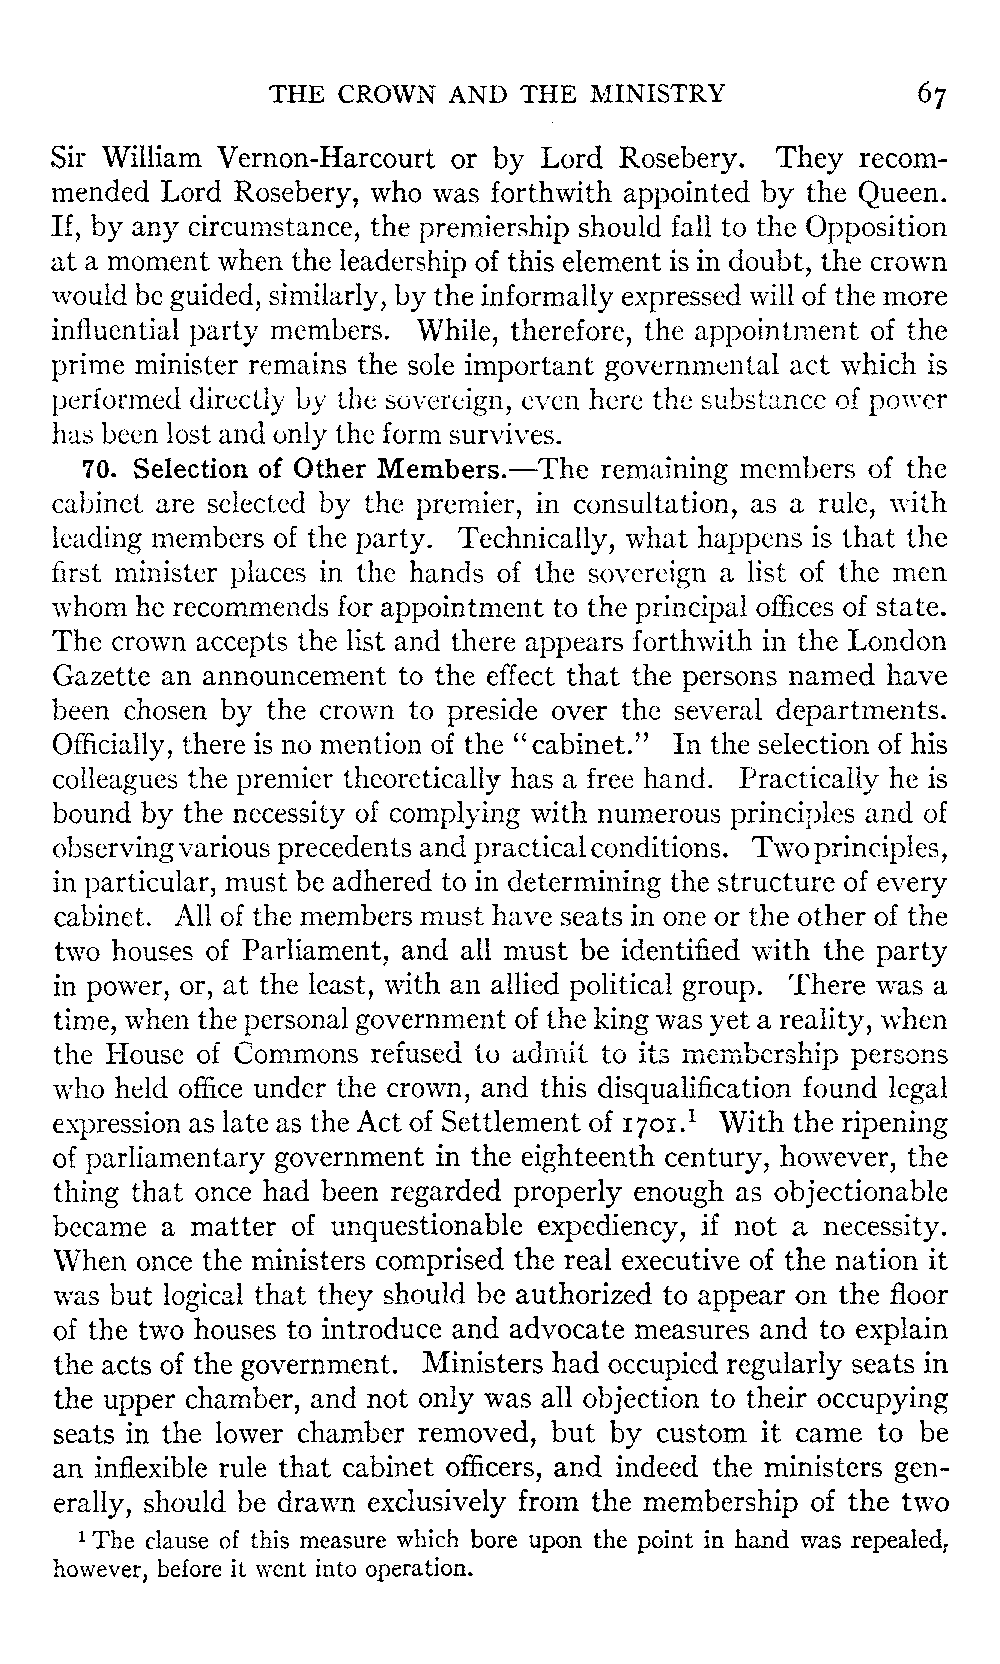 THE CROWN AND THE MINISTRY 67
Sir William Vernon-Harcourt or by Lord Rosebery. They recom-
mended Lord Rosebery, who was forthwith appointed by the Queen.
If, by any circumstance, the premiership should fall to the Opposition
at a moment when the leadership of this element is in doubt, the crown
would be guided, similarly, by the informally expressed will of the more
influential party members. While, therefore, the appointment of the
prime minister remains the sole important governmental act which is
performed directly by the sovereign, even here the substance of power
has been lost and only the form survives.
70. Selection of Other Members.—The remaining members of the
cabinet are selected by the premier, in consultation, as a rule, with
leading members of the party. Technically, what happens is that the
first minister places in the hands of the sovereign a list of the men
whom he recommends for appointment to the principal offices of state.
The crown accepts the list and there appears forthwith in the London
Gazette an announcement to the effect that the persons named have
been chosen by the crown to preside over the several departments.
Officially, there is no mention of the “cabinet.” In the selection of his
colleagues the premier theoretically has a free hand. Practically he is
bound by the necessity of complying with numerous principles and of
observing various precedents and practical conditions. Two principles,
in particular, must be adhered to in determining the structure of every
cabinet. All of the members must have seats in one or the other of the
two houses of Parliament, and all must be identified with the party
in power, or, at the least, with an allied political group. There was a
time, when the personal government of the king was yet a reality, when
the House of Commons refused to admit to its membership persons
who held office under the crown, and this disqualification found legal
expression as late as the Act of Settlement of 1701.¹ With the ripening
of parliamentary government in the eighteenth century, however, the
thing that once had been regarded properly enough as objectionable
became a matter of unquestionable expediency, if not a necessity.
When once the ministers comprised the real executive of the nation it
was but logical that they should be authorized to appear on the floor
of the two houses to introduce and advocate measures and to explain
the acts of the government. Ministers had occupied regularly seats in
the upper chamber, and not only was all objection to their occupying
seats in the lower chamber removed, but by custom it came to be
an inflexible rule that cabinet officers, and indeed the ministers gen-
erally, should be drawn exclusively from the membership of the two
¹ The clause of this measure which bore upon the point in hand was repealed,
however, before it went into operation.